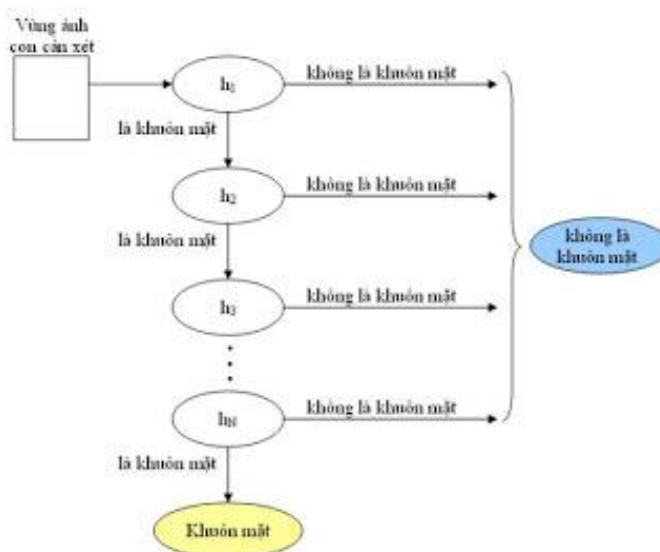 Vùng ảnh
con cần xét
h1
không là khuôn mặt
là khuôn mặt
h2
không là khuôn mặt
là khuôn mặt
không là
khuôn mặt
h3
không là khuôn mặt
hN
không là khuôn mặt
là khuôn mặt
Khuôn mặt